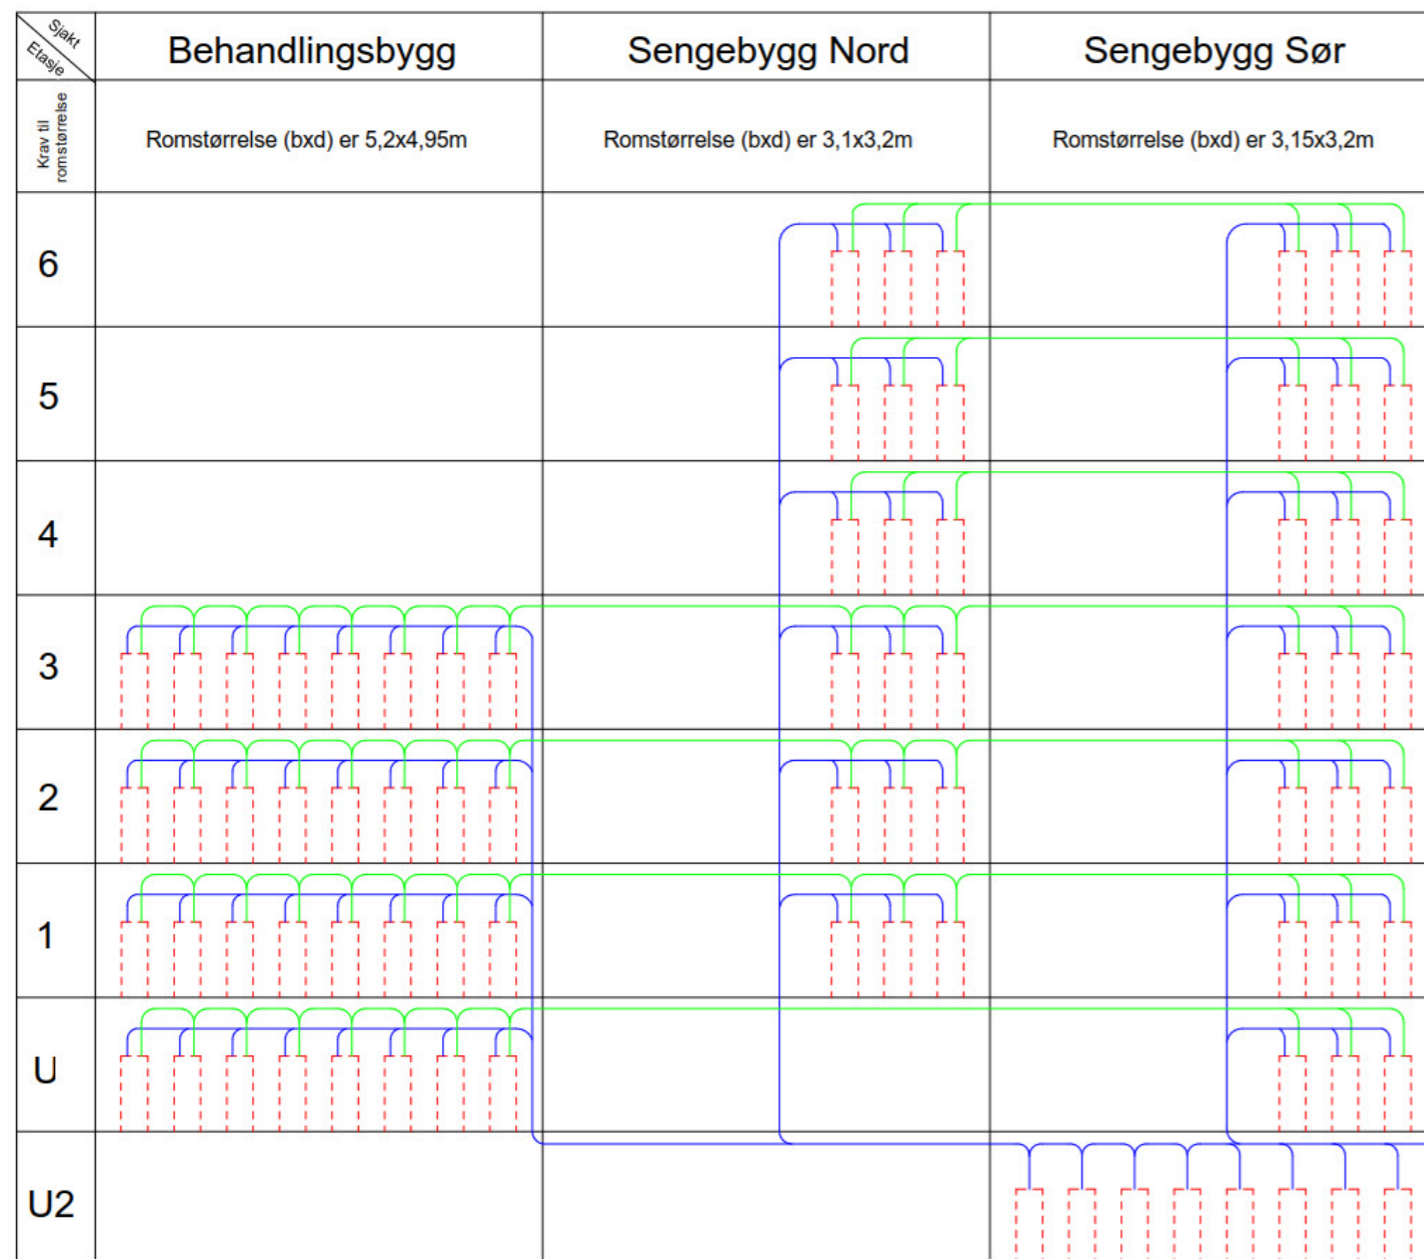 Sjakt
Etasje
Behandlingsbygg
Sengebygg Nord
Sengebygg Sør
Krav til
romstørrelse
Romstørrelse (bxd) er 5,2x4,95m
Romstørrelse (bxd) er 3,1x3,2m
Romstørrelse (bxd) er 3,15x3,2m
6
5
4
3
2
1
U
U2